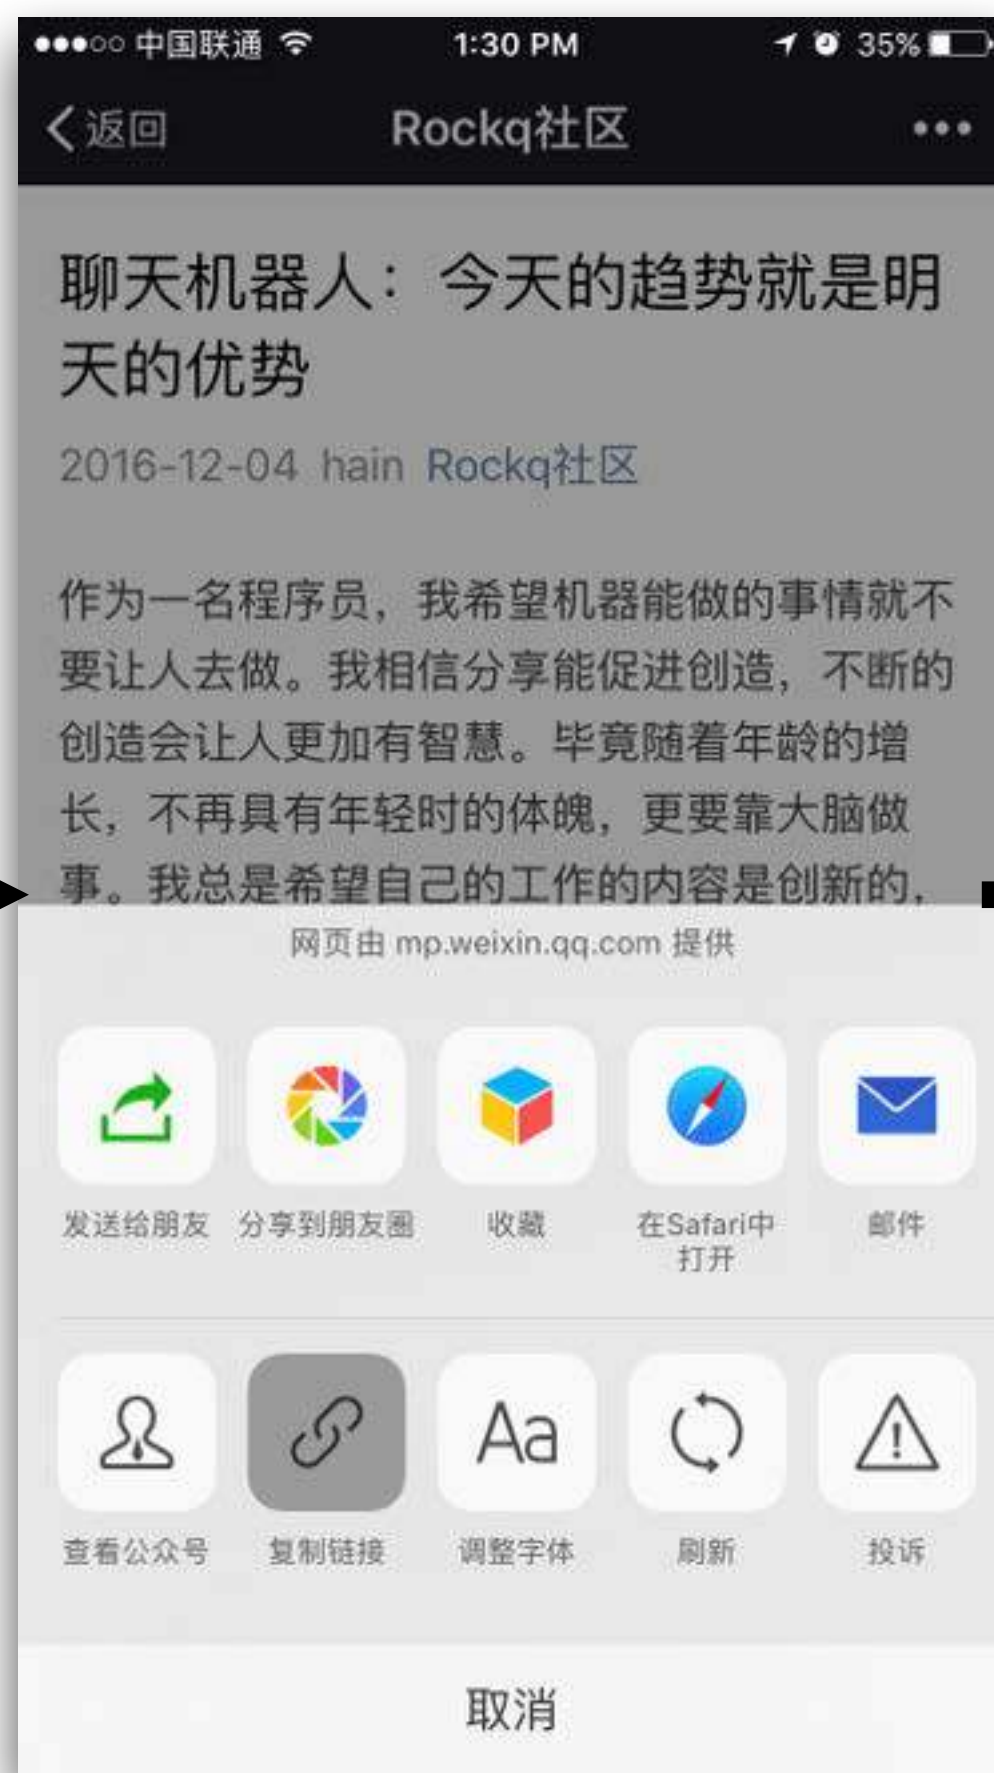 中国联通 1:30 PM 35%
返回 Rockq社区
聊天机器人：今天的趋势就是明
天的优势
2016-12-04 hain Rockq社区
作为一名程序员，我希望机器能做的事情就不
要让人去做。我相信分享能促进创造，不断的
创造会让人更加有智慧。毕竟随着年龄的增
长，不再具有年轻时的体魄，更要靠大脑做
事。我总是希望自己的工作的内容是创新的，
网页由 mp.weixin.qq.com 提供
发送给朋友 分享到朋友圈 收藏 在Safari中 邮件
打开
Aa
查看公众号 复制链接 调整字体 刷新 投诉
取消